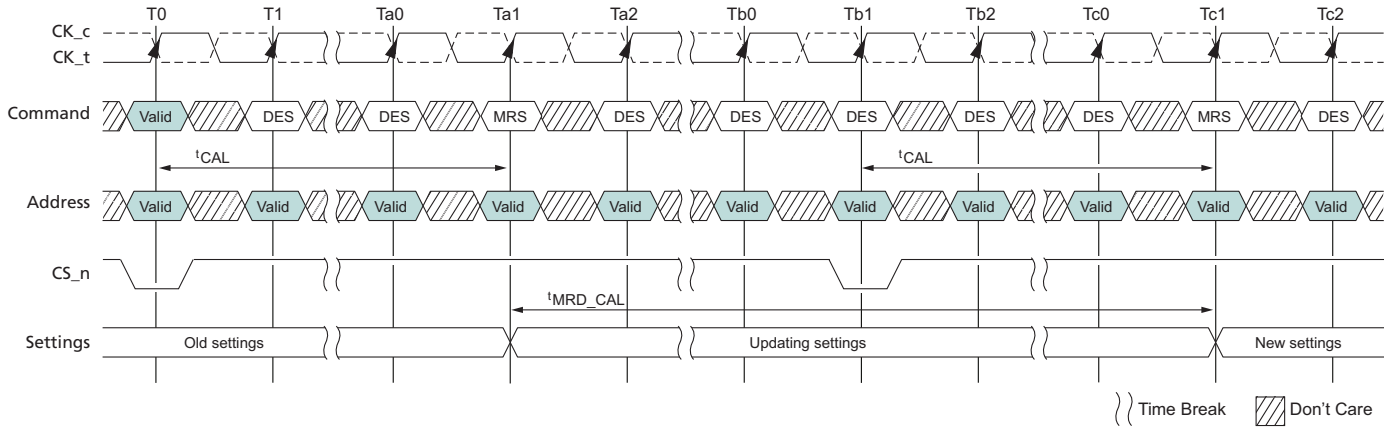 T0 T1 Ta0 Ta1 Ta2 Tb0 Tb1 Tb2 Tc0 Tc1 Tc2
CK_c
CK_t
Command Valid DES DES MRS DES DES DES DES DES MRS DES
tCAL tCAL
Address Valid Valid Valid Valid Valid Valid Valid Valid Valid Valid Valid
CS_n
tMRD_CAL
Settings Old settings Updating settings New settings
Time Break Don't Care